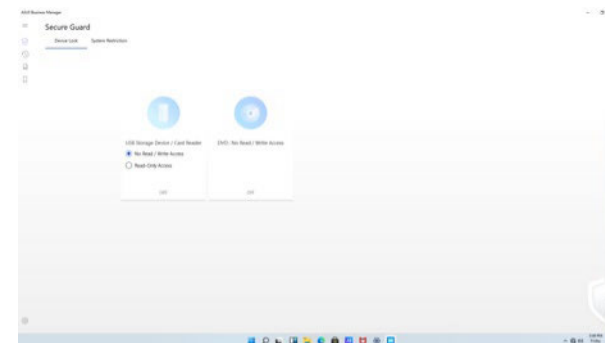 ASUS Business Manager
Secure Guard
Device Lock System Restriction
USB Storage Device / Card Reader
No Read / Write Access
Read-Only Access
Off
DVD: No Read / Write Access
Off